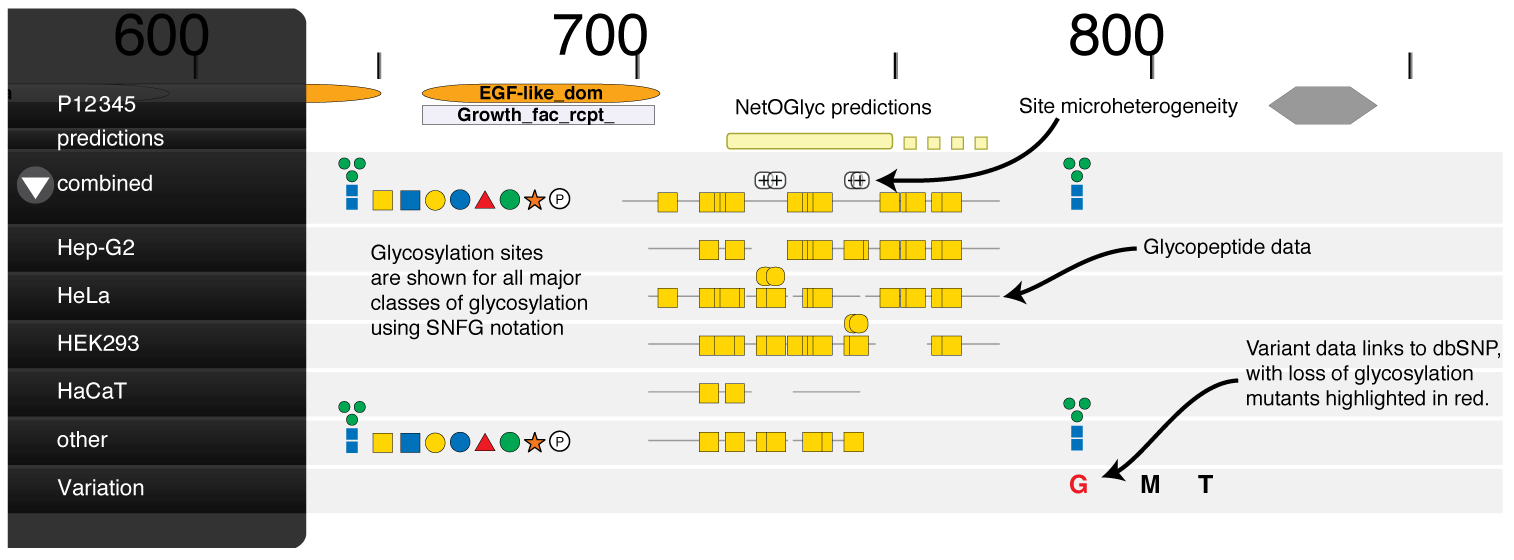 600
700
800
a
P12345
EGF-like_dom
Growth_fac_rcpt_
NetOGlyc predictions
Site microheterogeneity
predictions
combined
P
Hep-G2
Glycosylation sites
are shown for all major
classes of glycosylation
using SNFG notation
Glycopeptide data
HeLa
HEK293
Variant data links to dbSNP,
with loss of glycosylation
mutants highlighted in red.
HaCaT
other
P
Variation
G M T